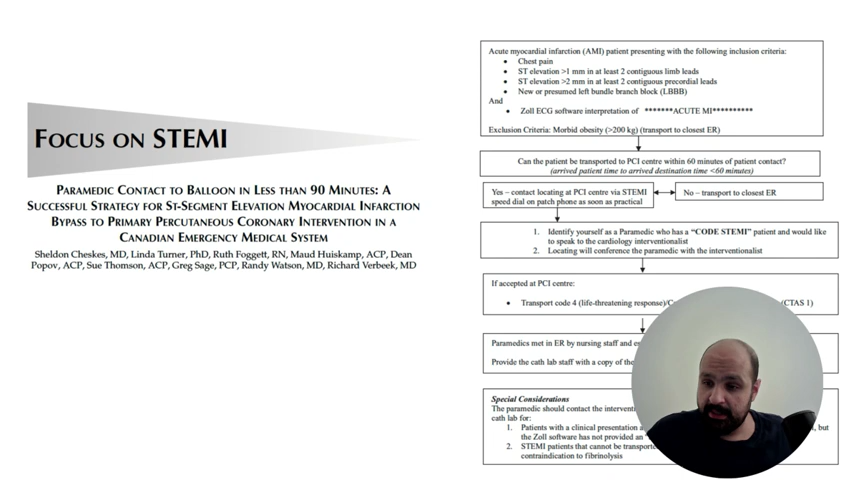 FOCUS ON STEMI
PARAMEDIC CONTACT TO BALLOON IN LESS THAN 90 MINUTES: A
SUCCESSFUL STRATEGY FOR ST-SEGMENT ELEVATION MYOCARDIAL INFARCTION
BYPASS TO PRIMARY PERCUTANEOUS CORONARY INTERVENTION IN A
CANADIAN EMERGENCY MEDICAL SYSTEM
Sheldon Cheskes, MD, Linda Turner, PhD, Ruth Foggett, RN, Maud Huiskamp, ACP, Dean
Popov, ACP, Sue Thomson, ACP, Greg Sage, PCP, Randy Watson, MD, Richard Verbeek, MD
Acute myocardial infarction (AMI) patient presenting with the following inclusion criteria:
• Chest pain
• ST elevation >1 mm in at least 2 contiguous limb leads
• ST elevation >2 mm in at least 2 contiguous precordial leads
• New or presumed left bundle branch block (LBBB)
And
• Zoll ECG software interpretation of *******ACUTE MI**********
Exclusion Criteria: Morbid obesity (>200 kg) (transport to closest ER)
Can the patient be transported to PCI centre within 60 minutes of patient contact?
(arrived patient time to arrived destination time <60 minutes)
Yes – contact locating at PCI centre via STEMI
speed dial on patch phone as soon as practical
No – transport to closest ER
1. Identify yourself as a Paramedic who has a “CODE STEMI” patient and would like
to speak to the cardiology interventionalist
2. Locating will conference the paramedic with the interventionalist
If accepted at PCI centre:
• Transport code 4 (life-threatening response)/C (CTAS 1)
Paramedics met in ER by nursing staff and
Provide the cath lab staff with a copy of the
Special Considerations
The paramedic should contact the
cath lab for:
1. Patients with a clinical presentation but
the Zoll software has not provided an
2. STEMI patients that cannot be
contraindication to fibrinolysis